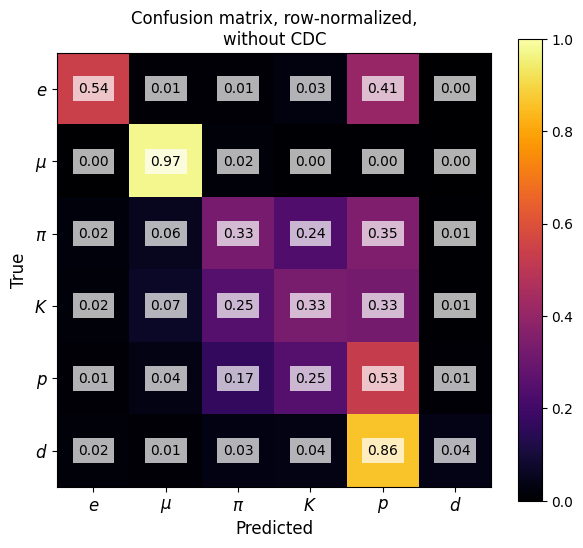 Confusion matrix, row-normalized,
without CDC
e 0.54 0.01 0.01 0.03 0.41 0.00
μ 0.00 0.97 0.02 0.00 0.00 0.00
π 0.02 0.06 0.33 0.24 0.35 0.01
K 0.02 0.07 0.25 0.33 0.33 0.01
p 0.01 0.04 0.17 0.25 0.53 0.01
d 0.02 0.01 0.03 0.04 0.86 0.04
e μ π K p d
Predicted
True
1.0
0.8
0.6
0.4
0.2
0.0